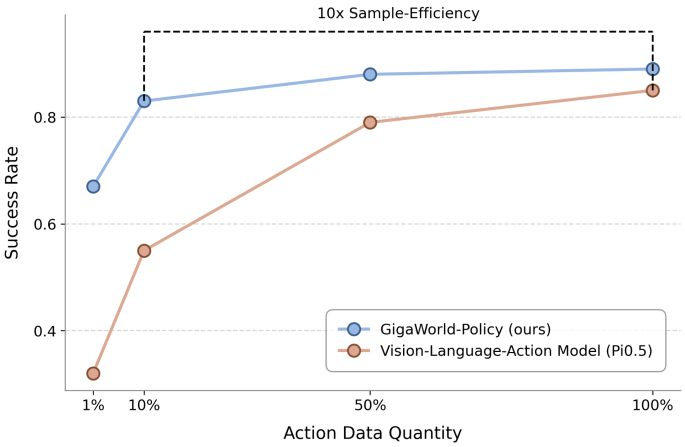 10x Sample-Efficiency
Success Rate
0.8
0.6
0.4
GigaWorld-Policy (ours)
Vision-Language-Action Model (Pi0.5)
1% 10% 50% 100%
Action Data Quantity